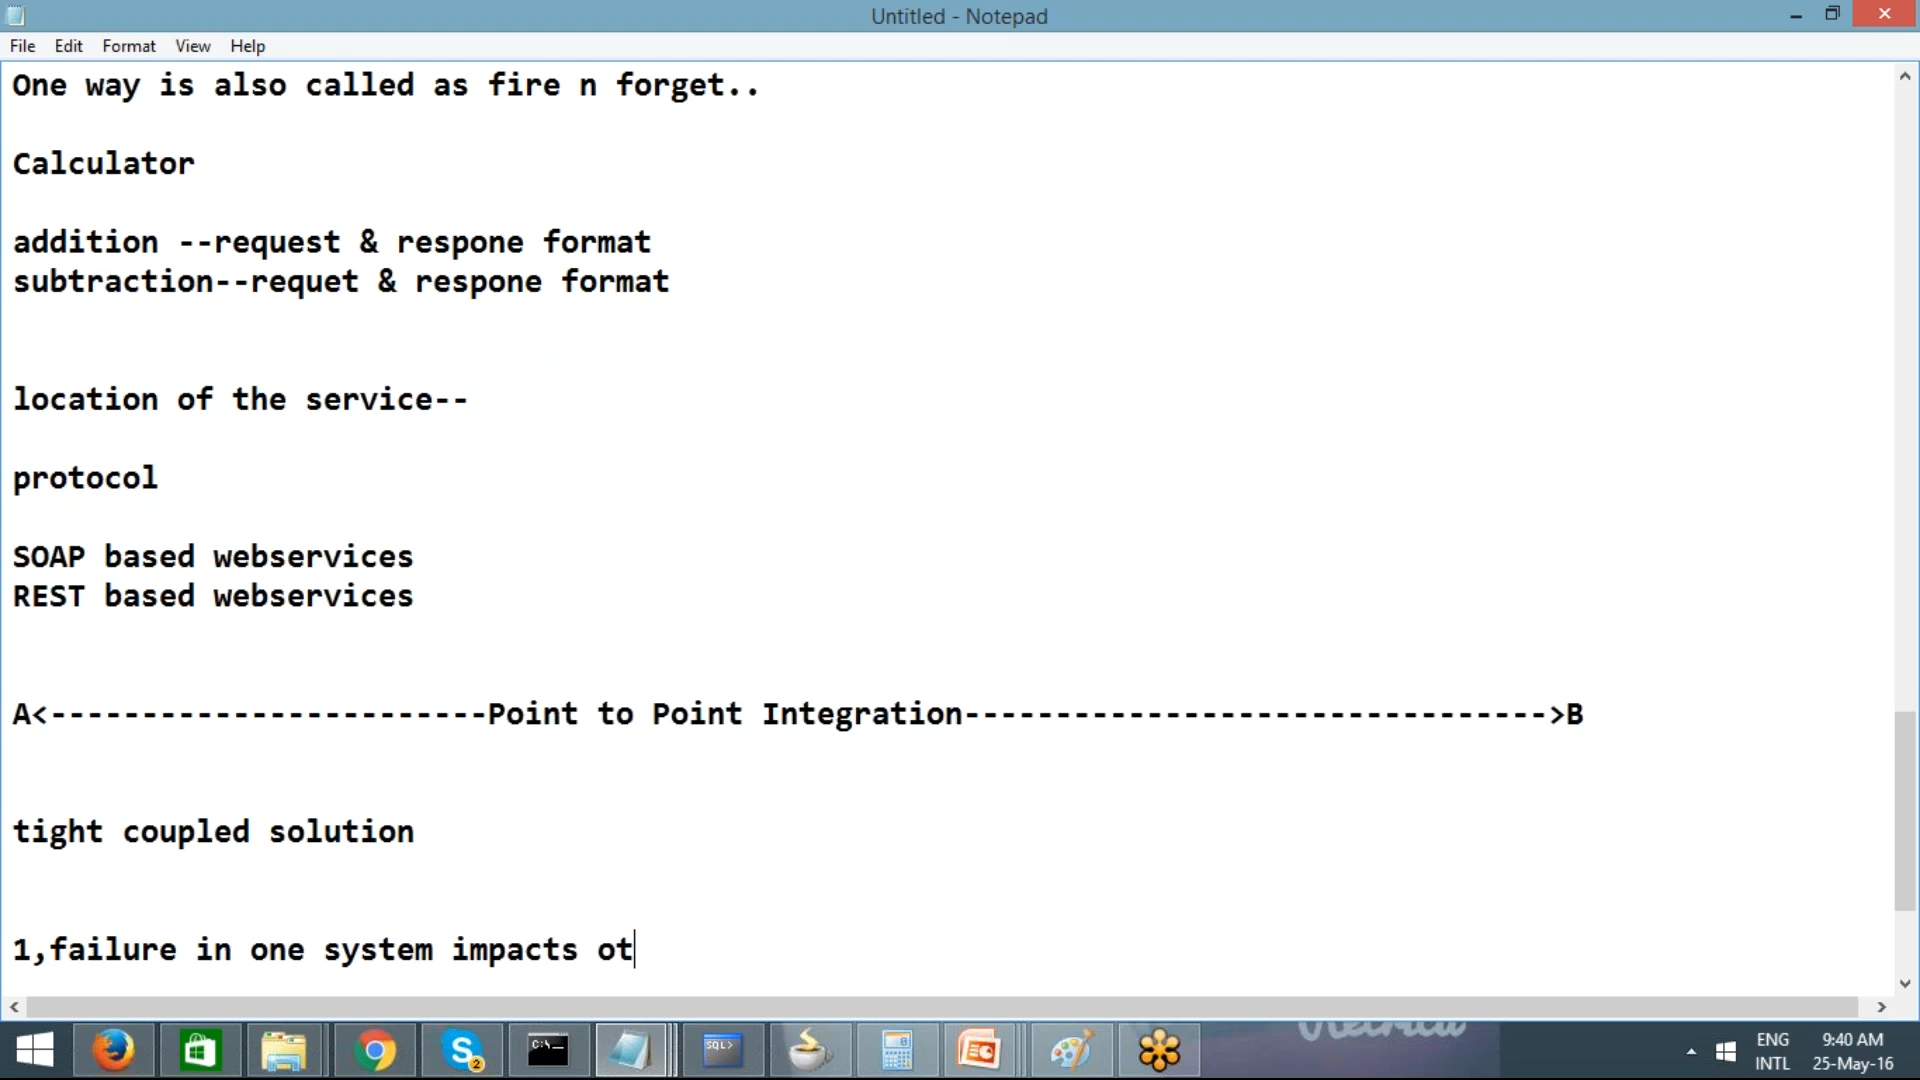 Untitled - Notepad
File Edit Format View Help
One way is also called as fire n forget..
Calculator
addition --request & respone format
subtraction--requet & respone format
location of the service--
protocol
SOAP based webservices
REST based webservices
A<------------------------Point to Point Integration-------------------------------->B
tight coupled solution
1,failure in one system impacts ot
C:\_
SQL>
2
ENG 9:40 AM
INTL 25-May-16